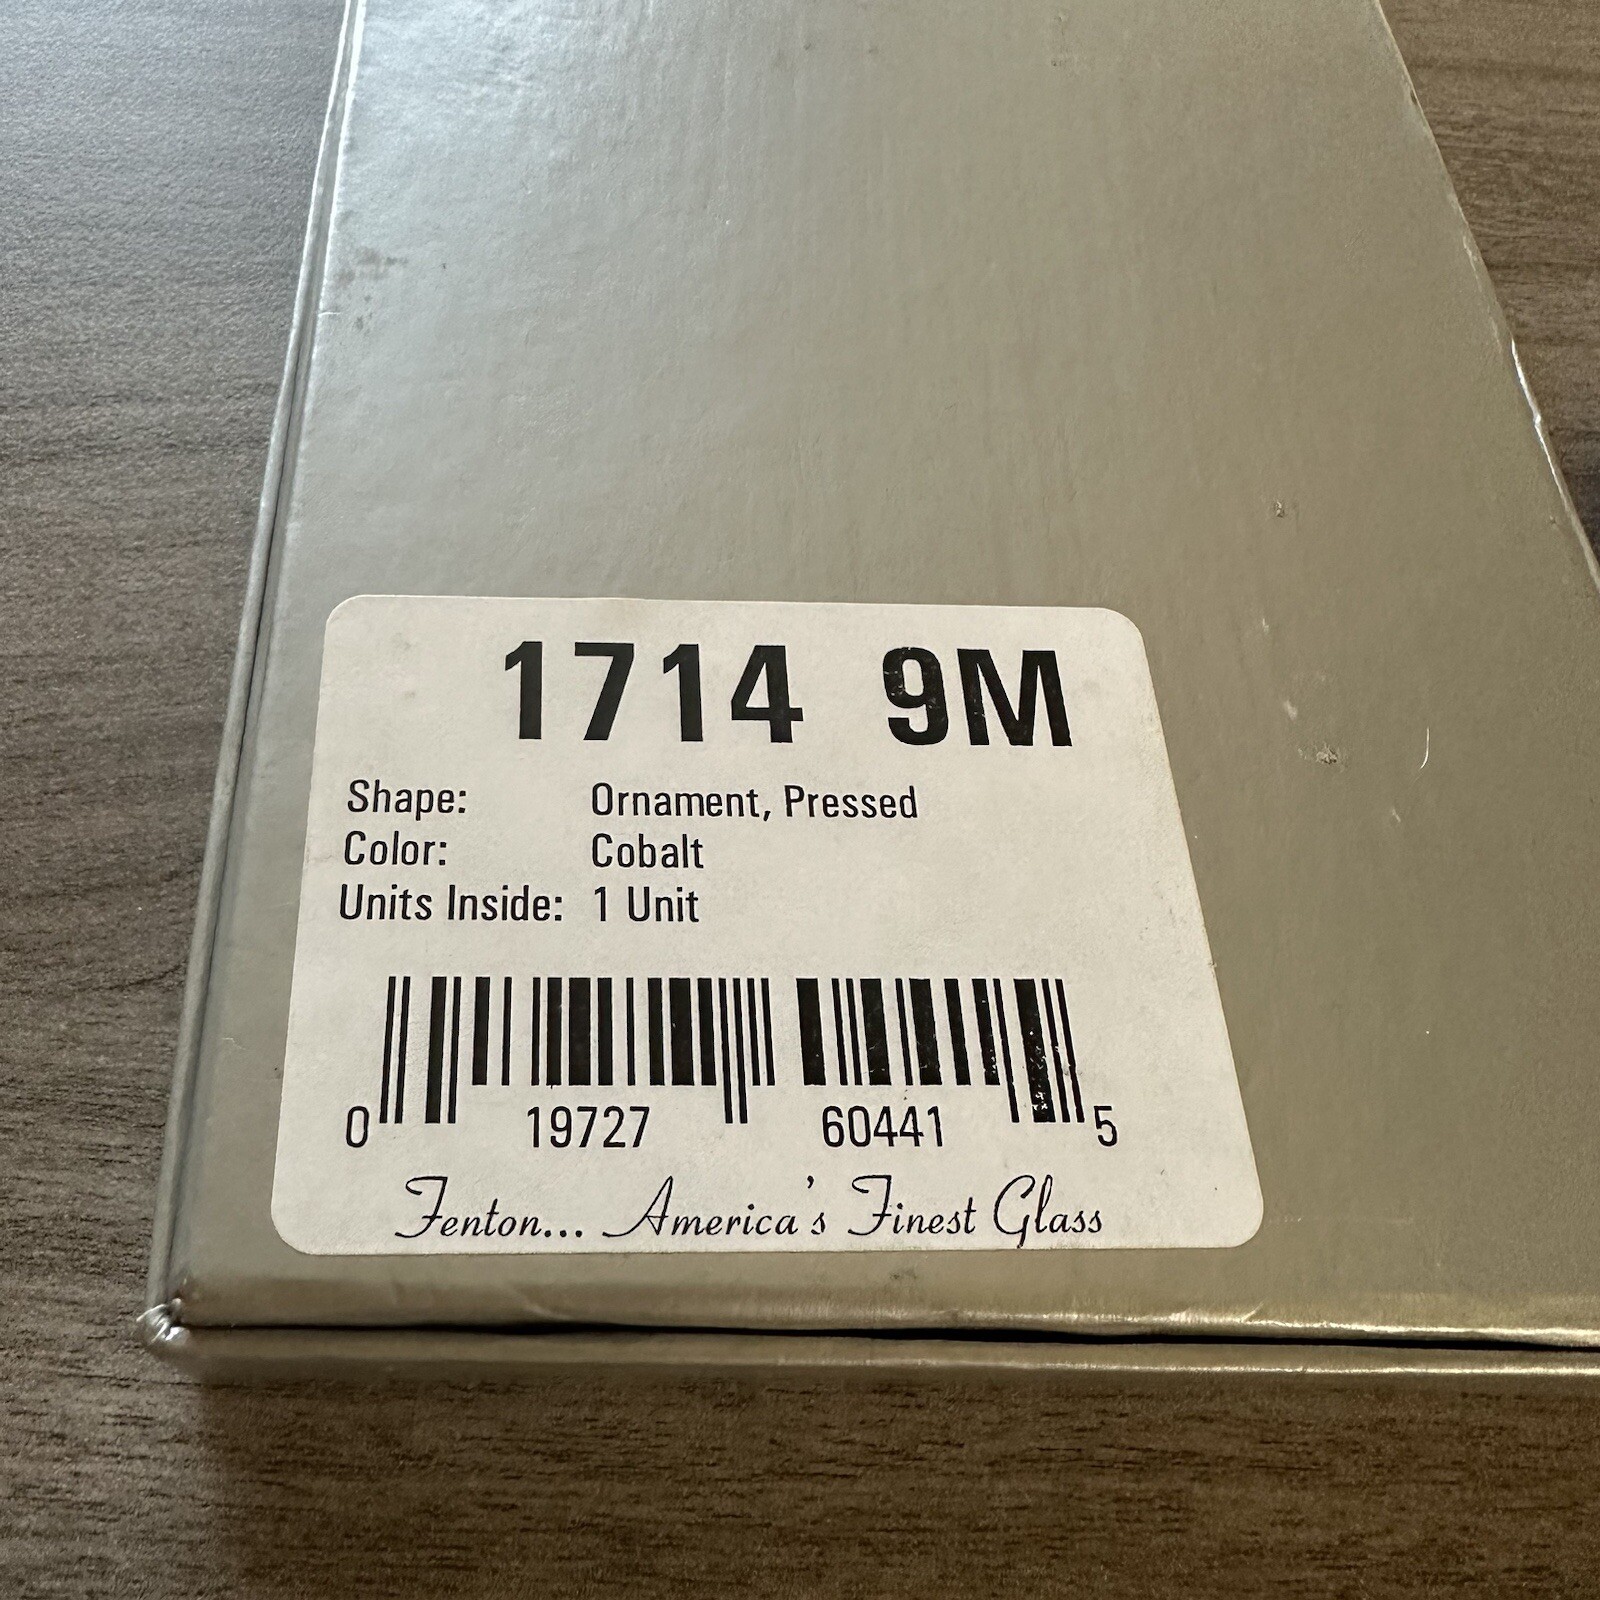 1714 9M
Shape: Ornament, Pressed
Color: Cobalt
Units Inside: 1 Unit
0 19727 60441 5
Fenton... America's Finest Glass